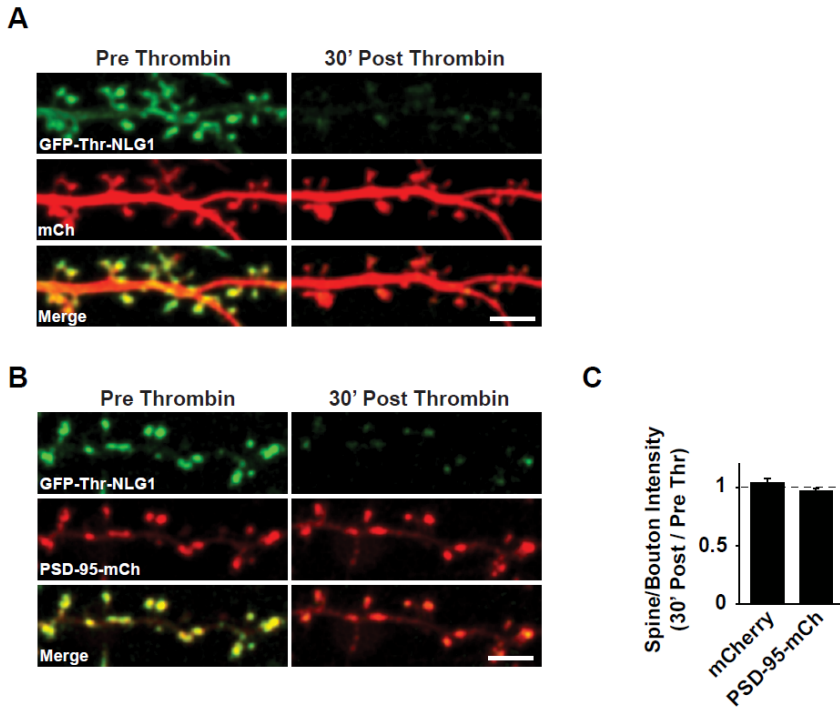 A
Pre Thrombin
30' Post Thrombin
GFP-Thr-NLG1
mCh
Merge
B
Pre Thrombin
30' Post Thrombin
GFP-Thr-NLG1
PSD-95-mCh
Merge
C
Spine/Bouton Intensity
(30' Post / Pre Thr)
1
0.5
0
mCherry
PSD-95-mCh